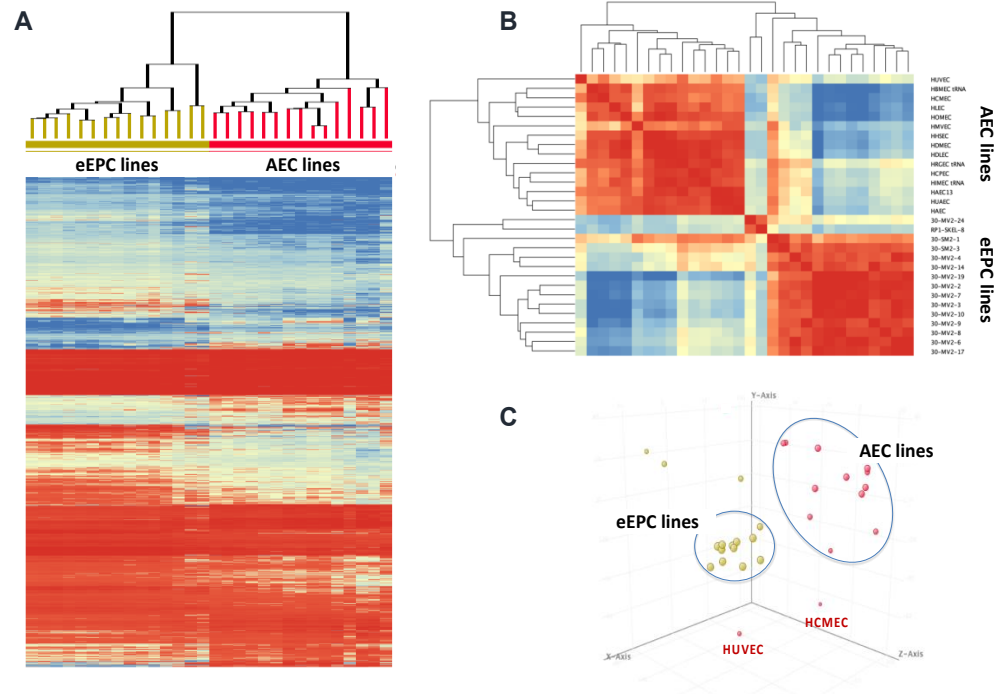 A
eEPC lines
AEC lines
B
HUVEC
HBMEC tRNA
HCMEC
HLEC
HOMEC
HMVEC
HHSEC
HDMEC
HDLEC
HRGEC tRNA
HCPEC
HIMEC tRNA
HAEC13
HUAEC
HAEC
30-MV2-24
RP1-SKEL-8
30-SM2-1
30-SM2-3
30-MV2-4
30-MV2-14
30-MV2-19
30-MV2-2
30-MV2-7
30-MV2-3
30-MV2-10
30-MV2-9
30-MV2-8
30-MV2-6
30-MV2-17
AEC lines
eEPC lines
C
Y-Axis
AEC lines
eEPC lines
HCMEC
HUVEC
X-Axis
Z-Axis